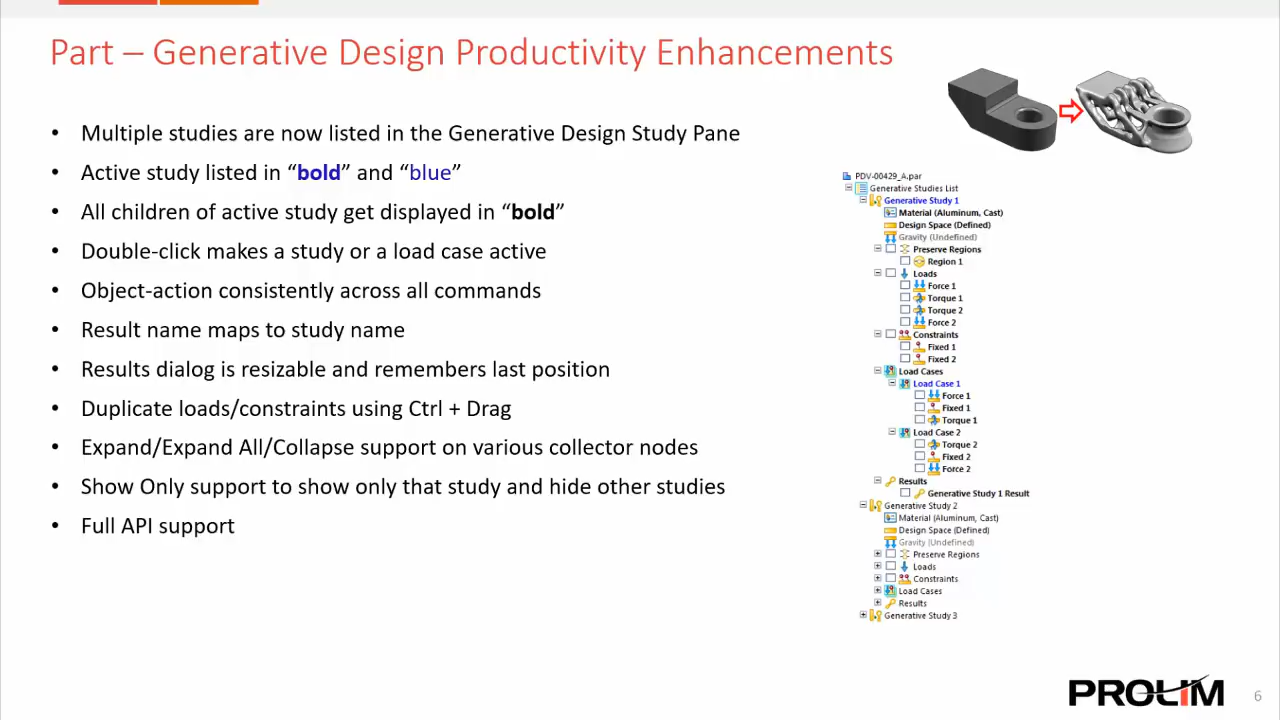 Part – Generative Design Productivity Enhancements
• Multiple studies are now listed in the Generative Design Study Pane
• Active study listed in “bold” and “blue”
• All children of active study get displayed in “bold”
• Double-click makes a study or a load case active
• Object-action consistently across all commands
• Result name maps to study name
• Results dialog is resizable and remembers last position
• Duplicate loads/constraints using Ctrl + Drag
• Expand/Expand All/Collapse support on various collector nodes
• Show Only support to show only that study and hide other studies
• Full API support
PDV-00429_A.par
Generative Studies List
Generative Study 1
Material (Aluminum, Cast)
Design Space (Defined)
Gravity (Undefined)
Preserve Regions
Region 1
Loads
Force 1
Torque 1
Torque 2
Force 2
Constraints
Fixed 1
Fixed 2
Load Cases
Load Case 1
Force 1
Fixed 1
Torque 1
Load Case 2
Torque 2
Fixed 2
Force 2
Results
Generative Study 1 Result
Generative Study 2
Material (Aluminum, Cast)
Design Space (Defined)
Gravity (Undefined)
Preserve Regions
Loads
Constraints
Load Cases
Results
Generative Study 3
PROLIM
6